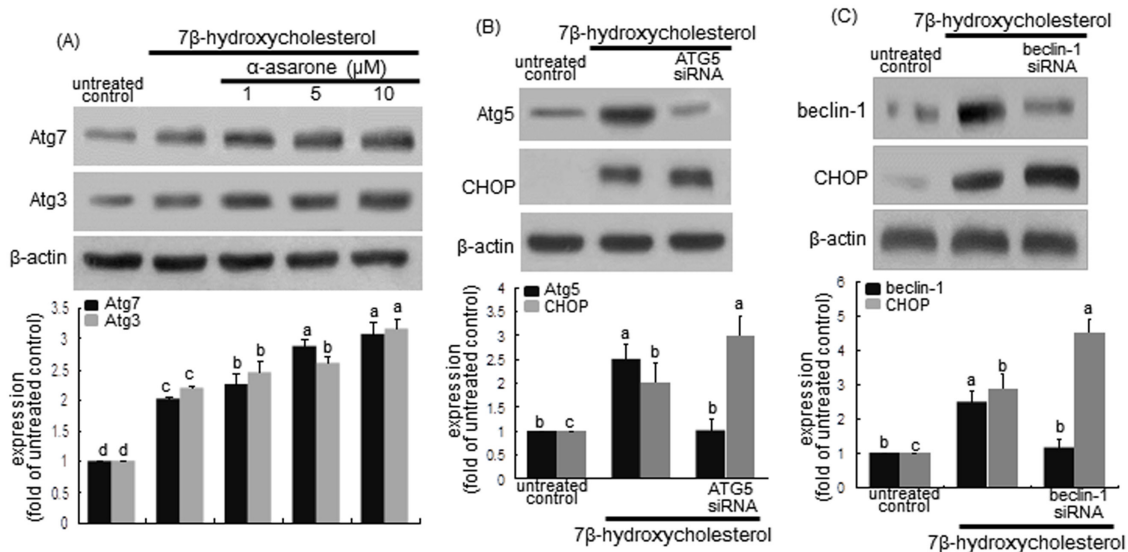 (A)
7β-hydroxycholesterol
α-asarone (µM)
untreated
control
1 5 10
Atg7
Atg3
β-actin
Atg7
Atg3
expression
(fold of untreated control)
3.5
3
2.5
2
1.5
1
0.5
0
d d
c c
b b
a b
a a
(B)
7β-hydroxycholesterol
untreated
control
ATG5
siRNA
Atg5
CHOP
β-actin
Atg5
CHOP
expression
(fold of untreated control)
4
3.5
3
2.5
2
1.5
1
0.5
0
b c
a b
b a
untreated
control
ATG5
siRNA
7β-hydroxycholesterol
(C)
7β-hydroxycholesterol
untreated
control
beclin-1
siRNA
beclin-1
CHOP
β-actin
beclin-1
CHOP
expression
(fold of untreated control)
6
5
4
3
2
1
0
b c
a b
b a
untreated
control
beclin-1
siRNA
7β-hydroxycholesterol